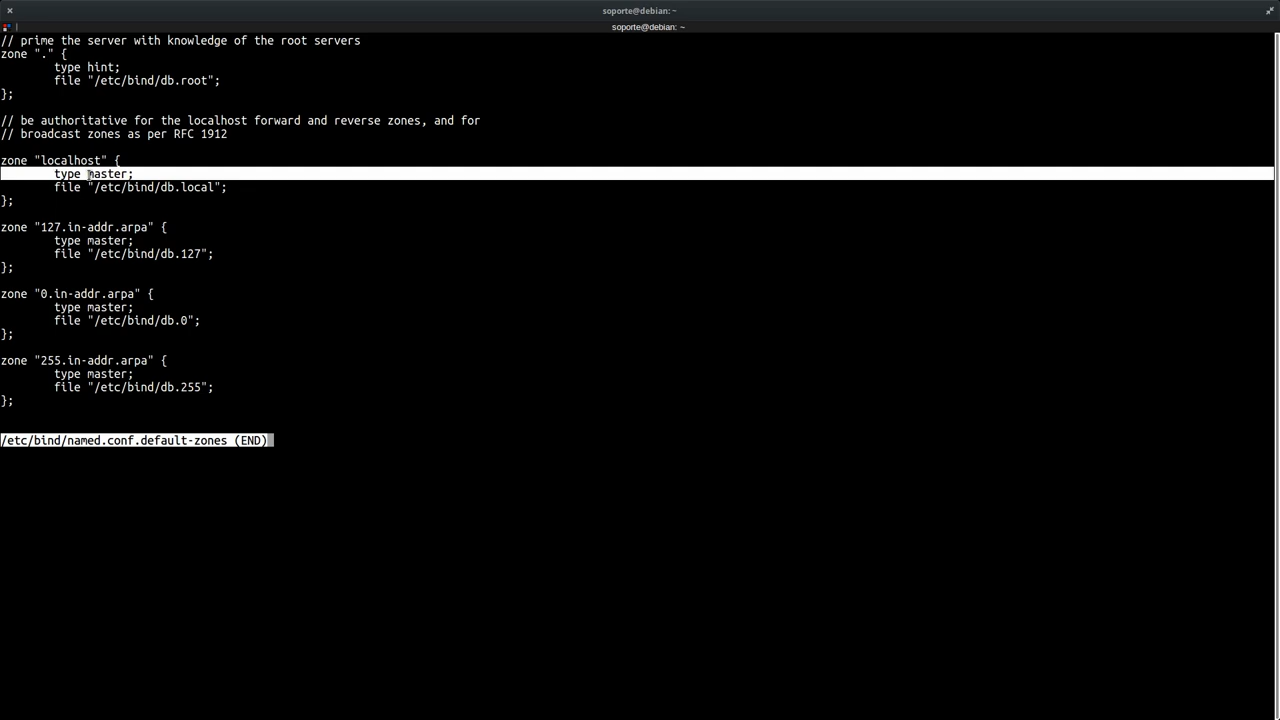 soporte@debian: ~
soporte@debian: ~
// prime the server with knowledge of the root servers
zone "." {
        type hint;
        file "/etc/bind/db.root";
};

// be authoritative for the localhost forward and reverse zones, and for
// broadcast zones as per RFC 1912

zone "localhost" {
        type master;
        file "/etc/bind/db.local";
};

zone "127.in-addr.arpa" {
        type master;
        file "/etc/bind/db.127";
};

zone "0.in-addr.arpa" {
        type master;
        file "/etc/bind/db.0";
};

zone "255.in-addr.arpa" {
        type master;
        file "/etc/bind/db.255";
};

/etc/bind/named.conf.default-zones (END)